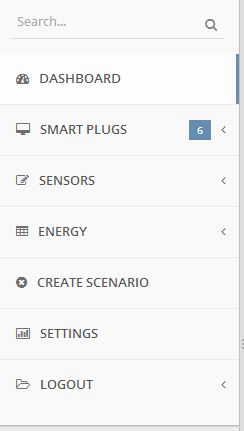 Search...
DASHBOARD
SMART PLUGS 6
SENSORS
ENERGY
CREATE SCENARIO
SETTINGS
LOGOUT